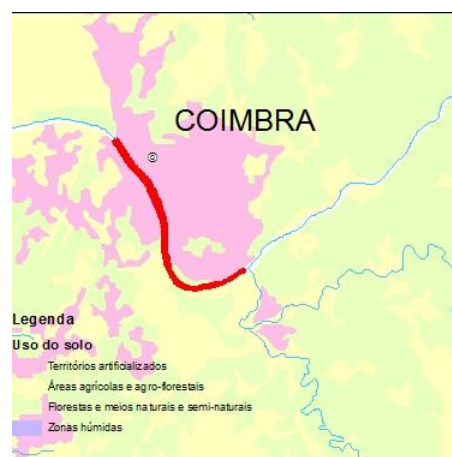 COIMBRA
Legenda
Uso do solo
Territórios artificializados
Áreas agrícolas e agro-florestais
Florestas e meios naturais e semi-naturais
Zonas húmidas